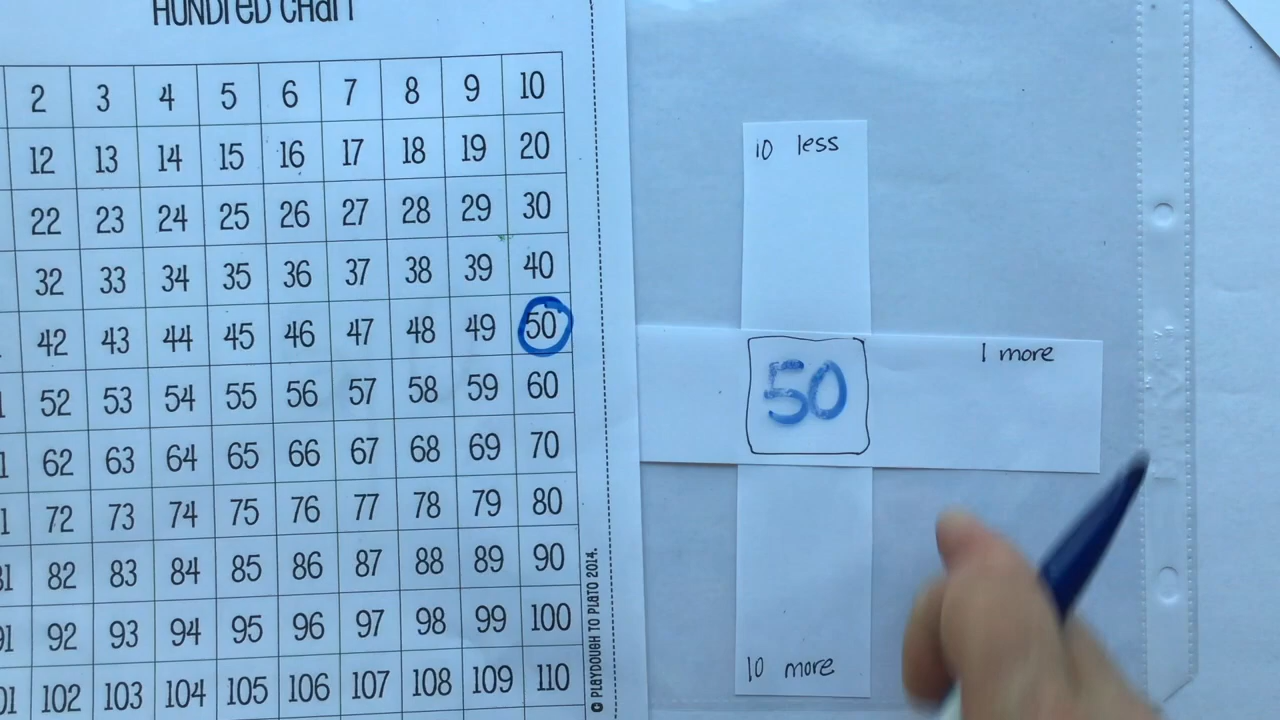 HUNDrED CHarT
2 3 4 5 6 7 8 9 10
12 13 14 15 16 17 18 19 20
22 23 24 25 26 27 28 29 30
32 33 34 35 36 37 38 39 40
42 43 44 45 46 47 48 49 50
52 53 54 55 56 57 58 59 60
62 63 64 65 66 67 68 69 70
72 73 74 75 76 77 78 79 80
82 83 84 85 86 87 88 89 90
92 93 94 95 96 97 98 99 100
102 103 104 105 106 107 108 109 110
© PLAYDOUGH TO PLATO 2014.
10 less
50
1 more
10 more